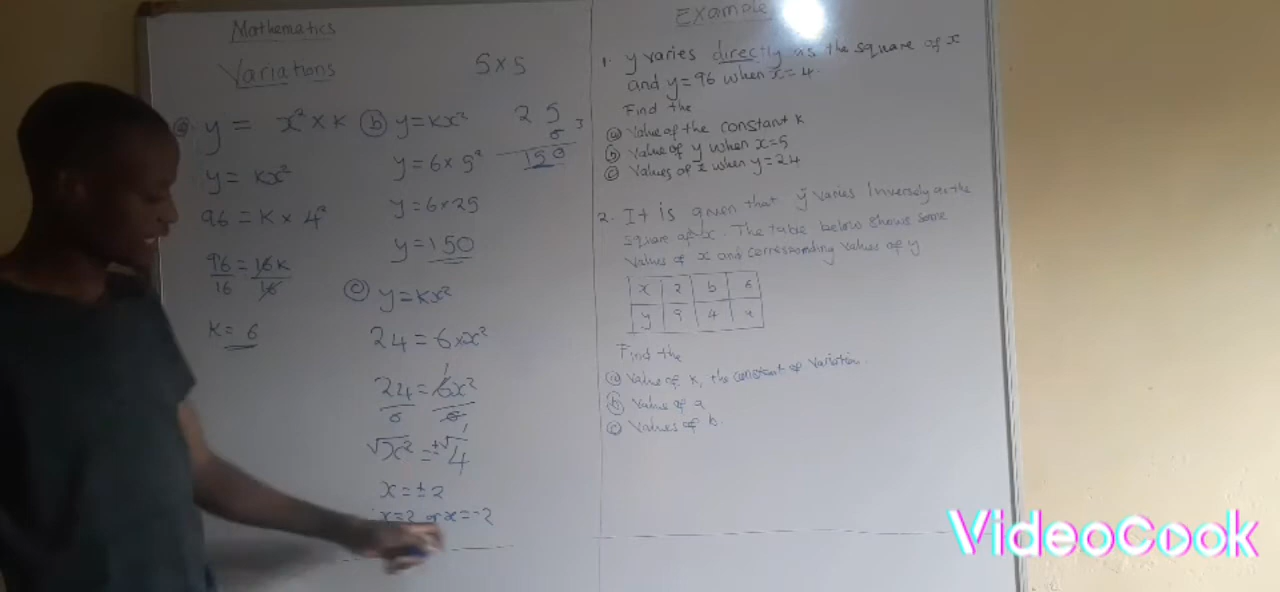 Mathematics
Variations
5 x 5
25
6 3
150
(a) y = x² x K
y = Kx²
96 = K x 4²
96 = 16K
16 16
K = 6
(b) y = Kx²
y = 6 x 5²
y = 6 x 25
y = 150
(c) y = Kx²
24 = 6 x x²
1
24 = 6x²
6 6
1
√x² = ±√4
x = ± 2
x = 2 or x = -2
Example
1. y varies directly as the square of x
and y = 96 when x = 4.
Find the
(a) Value of the constant K
(b) Value of y when x = 5
(c) Values of x when y = 24
2. It is given that y varies Inversely as the
square of x. The table below shows some
values of x and corresponding values of y
x 2 b 6
y 9 4
Find the
(a) Value of K, the constant of Variation.
(b) Value of a
(c) Values of b.
VideoCook